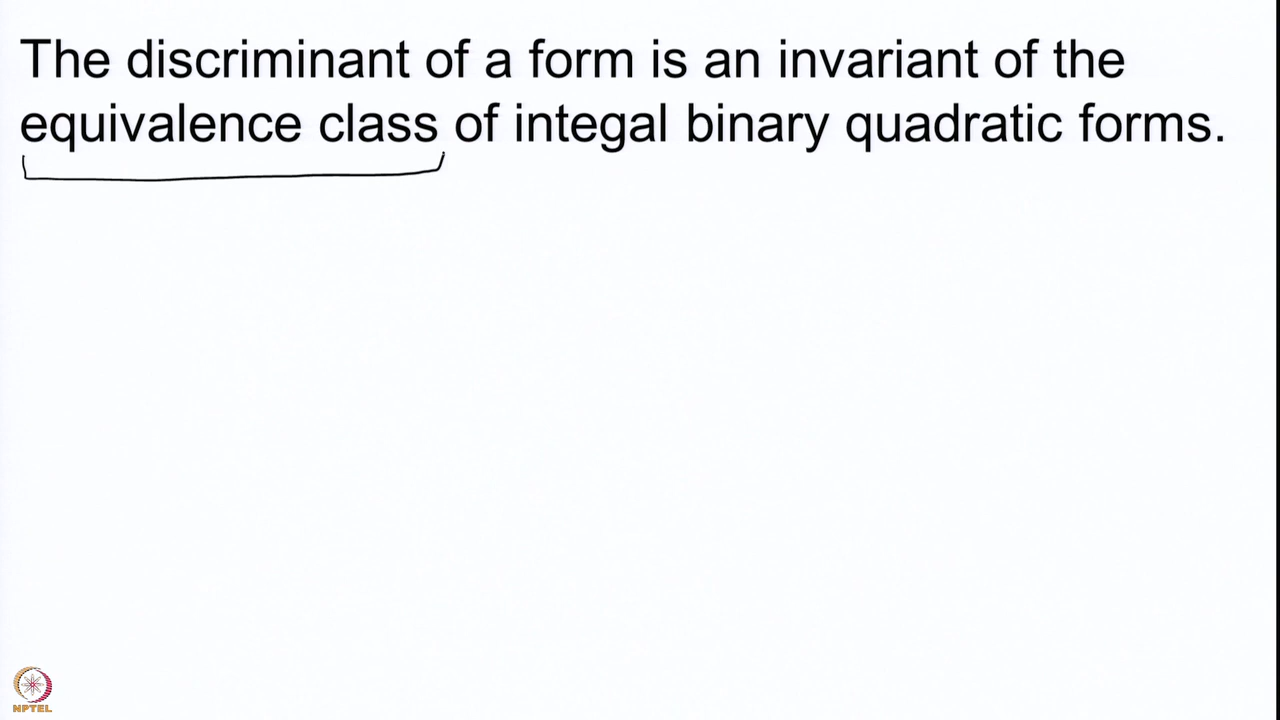 The discriminant of a form is an invariant of the
equivalence class of integal binary quadratic forms.
NPTEL